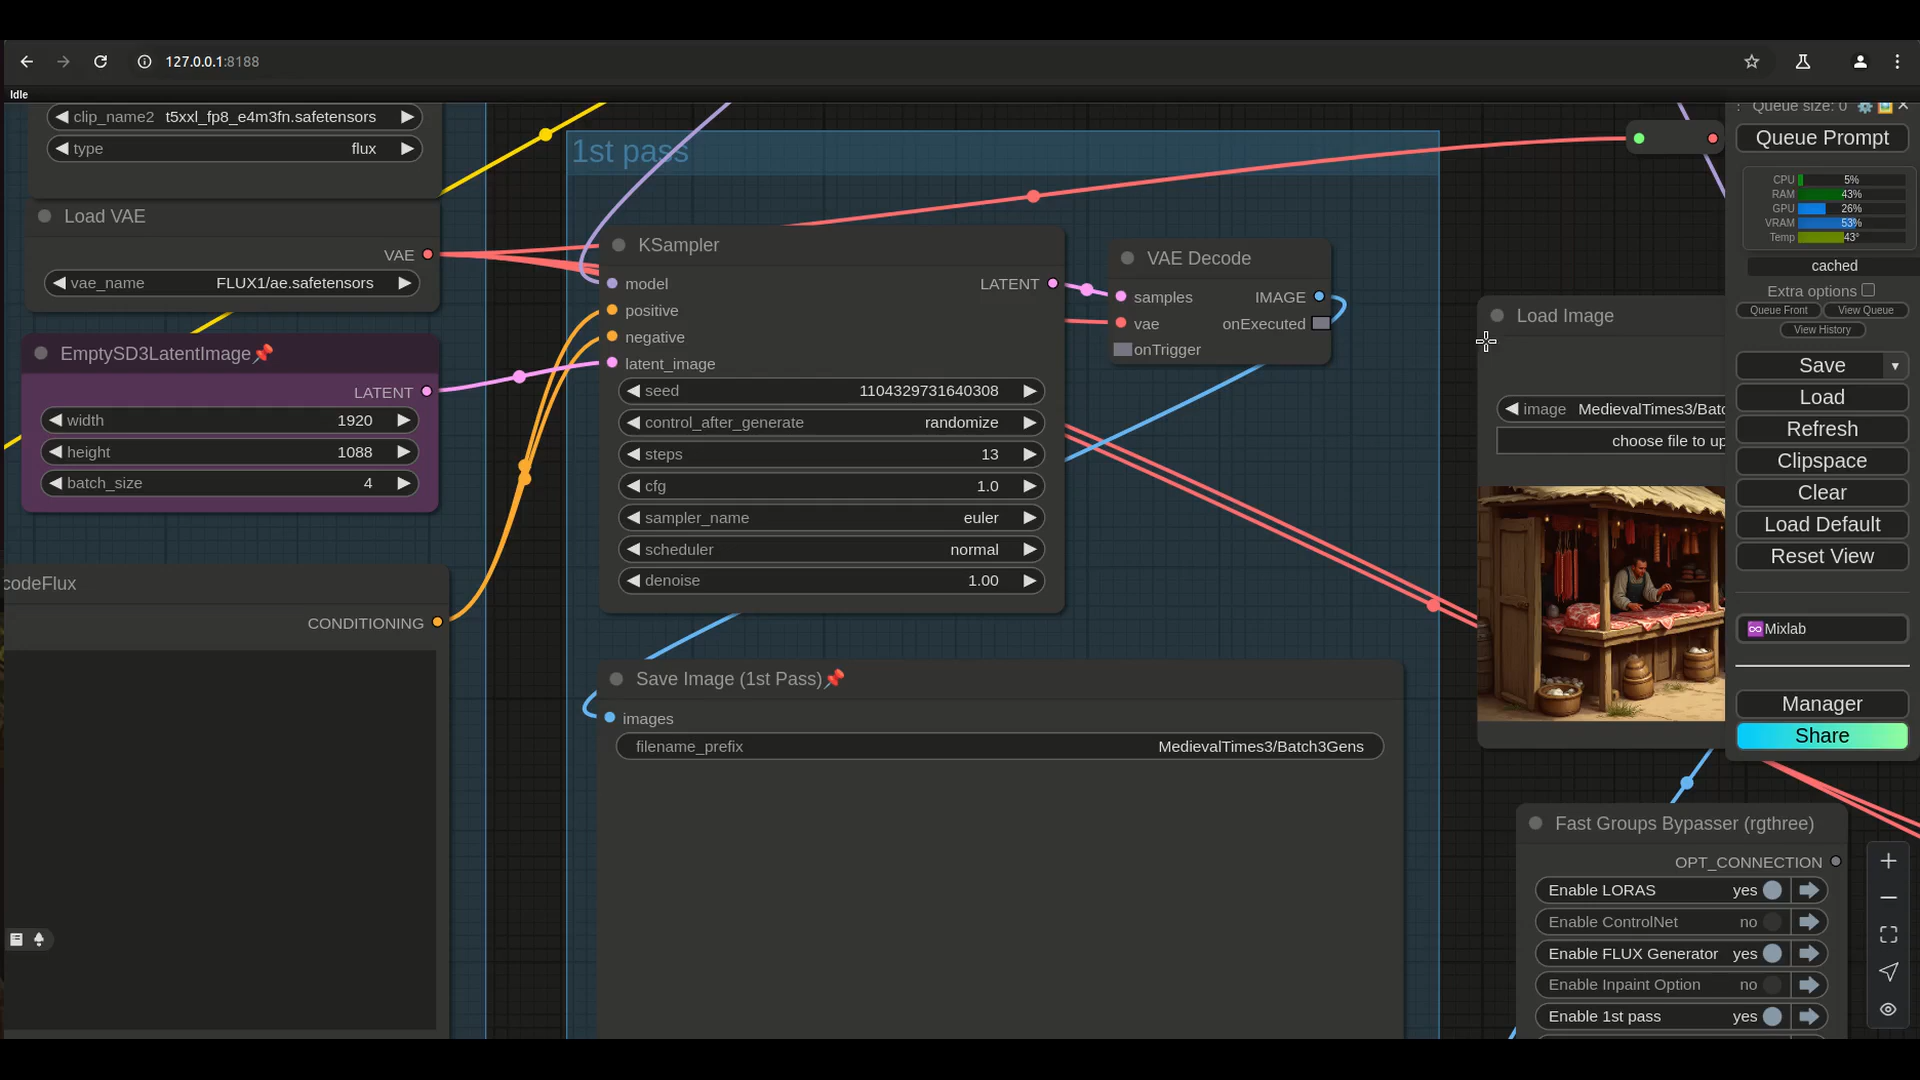 127.0.0.1:8188
Idle
clip_name2 t5xxl_fp8_e4m3fn.safetensors
type flux
Load VAE
VAE
vae_name FLUX1/ae.safetensors
EmptySD3LatentImage📌
LATENT
width 1920
height 1088
batch_size 4
codeFlux
CONDITIONING
1st pass
KSampler
model LATENT
positive
negative
latent_image
seed 1104329731640308
control_after_generate randomize
steps 13
cfg 1.0
sampler_name euler
scheduler normal
denoise 1.00
VAE Decode
samples IMAGE
vae onExecuted
onTrigger
Save Image (1st Pass)📌
images
filename_prefix MedievalTimes3/Batch3Gens
Load Image
image MedievalTimes3/Batc
choose file to up
Fast Groups Bypasser (rgthree)
OPT_CONNECTION
Enable LORAS yes
Enable ControlNet no
Enable FLUX Generator yes
Enable Inpaint Option no
Enable 1st pass yes
Queue size: 0
Queue Prompt
CPU 5%
RAM 43%
GPU 26%
VRAM 53%
Temp 43°
cached
Extra options
Queue Front View Queue
View History
Save
Load
Refresh
Clipspace
Clear
Load Default
Reset View
♾️Mixlab
Manager
Share